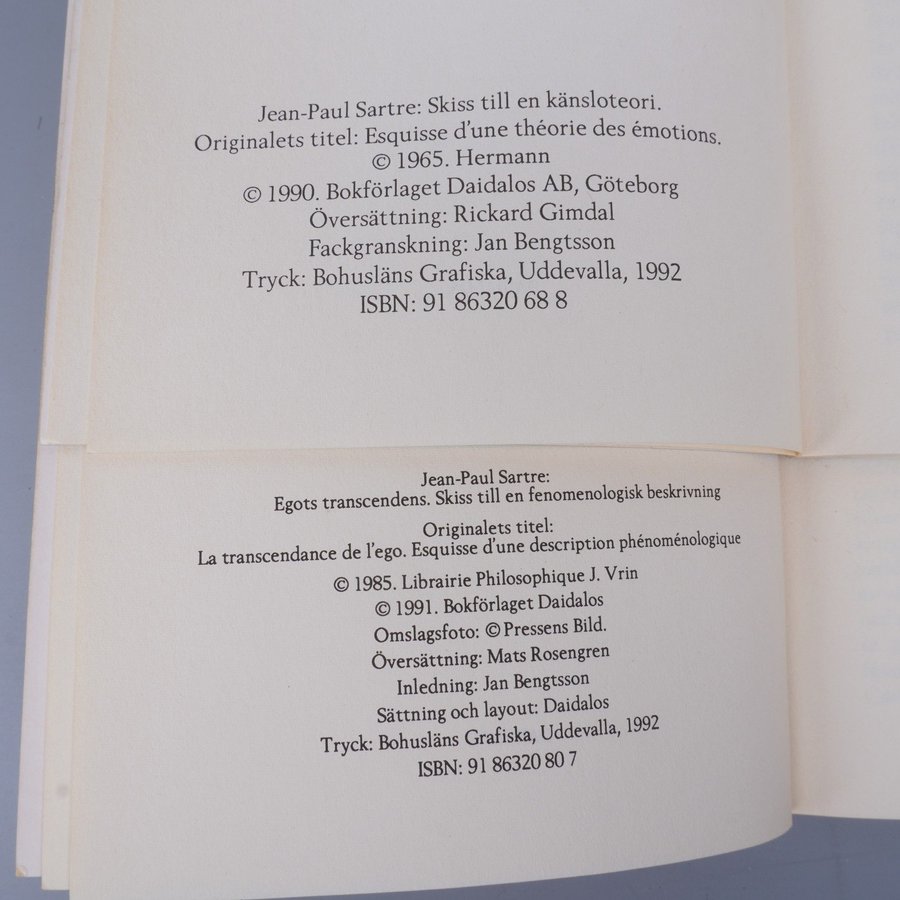 Jean-Paul Sartre: Skiss till en känsloteori.
Originalets titel: Esquisse d'une théorie des émotions.
© 1965. Hermann
© 1990. Bokförlaget Daidalos AB, Göteborg
Översättning: Rickard Gimdal
Fackgranskning: Jan Bengtsson
Tryck: Bohusläns Grafiska, Uddevalla, 1992
ISBN: 91 86320 68 8
Jean-Paul Sartre:
Egots transcendens. Skiss till en fenomenologisk beskrivning
Originalets titel:
La transcendance de l'ego. Esquisse d'une description phénoménologique
© 1985. Librairie Philosophique J. Vrin
© 1991. Bokförlaget Daidalos
Omslagsfoto: © Pressens Bild.
Översättning: Mats Rosengren
Inledning: Jan Bengtsson
Sättning och layout: Daidalos
Tryck: Bohusläns Grafiska, Uddevalla, 1992
ISBN: 91 86320 80 7